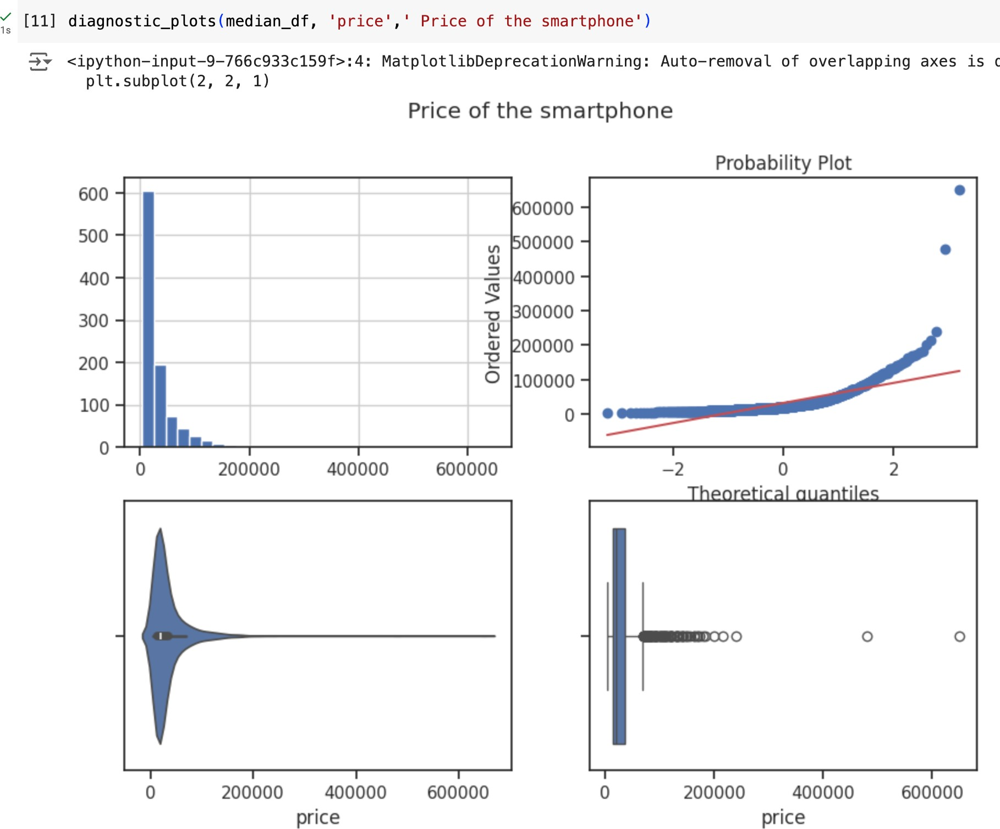 [11] diagnostic_plots(median_df, 'price',' Price of the smartphone')
1s
<ipython-input-9-766c933c159f>:4: MatplotlibDeprecationWarning: Auto-removal of overlapping axes is
plt.subplot(2, 2, 1)
Price of the smartphone
600
500
400
300
200
100
0
0 200000 400000 600000
Probability Plot
Ordered Values
600000
500000
400000
300000
200000
100000
0
−2 0 2
Theoretical quantiles
0 200000 400000 600000
price
0 200000 400000 600000
price